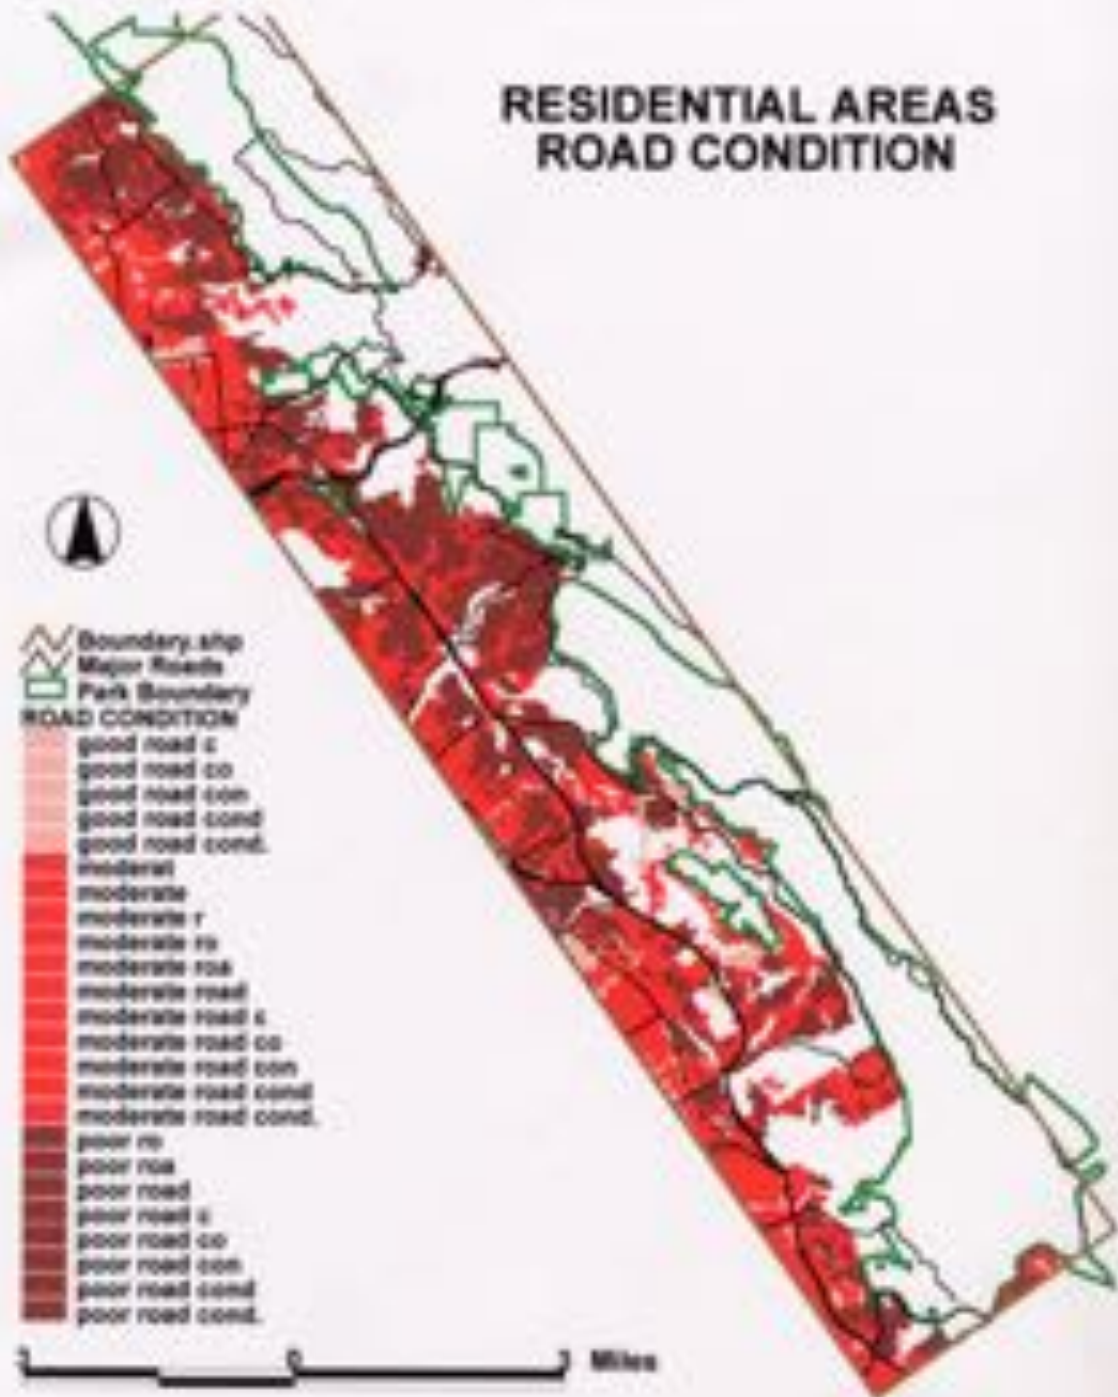 RESIDENTIAL AREAS
ROAD CONDITION
Boundary.shp
Major Roads
Park Boundary
ROAD CONDITION
good road c
good road co
good road con
good road cond
good road cond.
moderat
moderate
moderate r
moderate ro
moderate roa
moderate road
moderate road c
moderate road co
moderate road con
moderate road cond
moderate road cond.
poor ro
poor roa
poor road
poor road c
poor road co
poor road con
poor road cond
poor road cond.
0 Miles